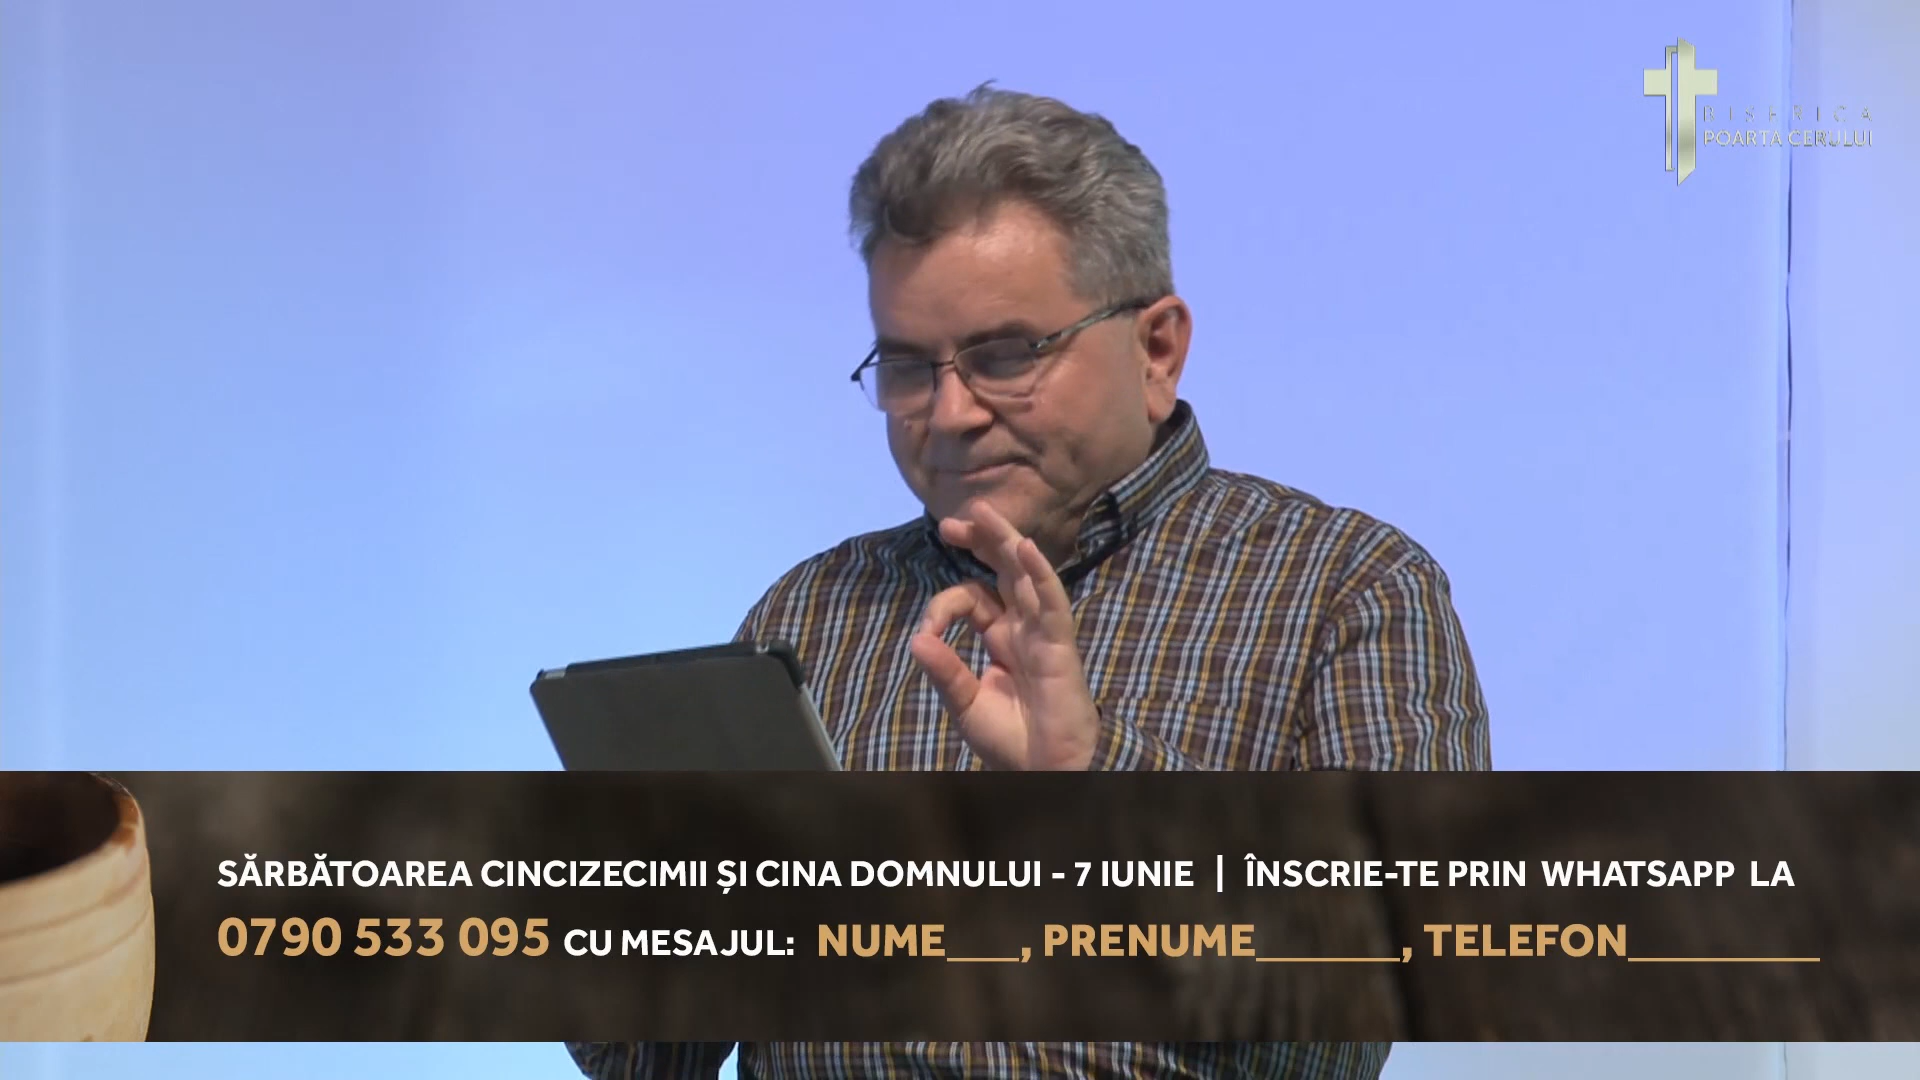 BISERICA
POARTA CERULUI
SĂRBĂTOAREA CINCIZECIMII ȘI CINA DOMNULUI - 7 IUNIE | ÎNSCRIE-TE PRIN WHATSAPP LA
0790 533 095 CU MESAJUL: NUME___, PRENUME______, TELEFON________